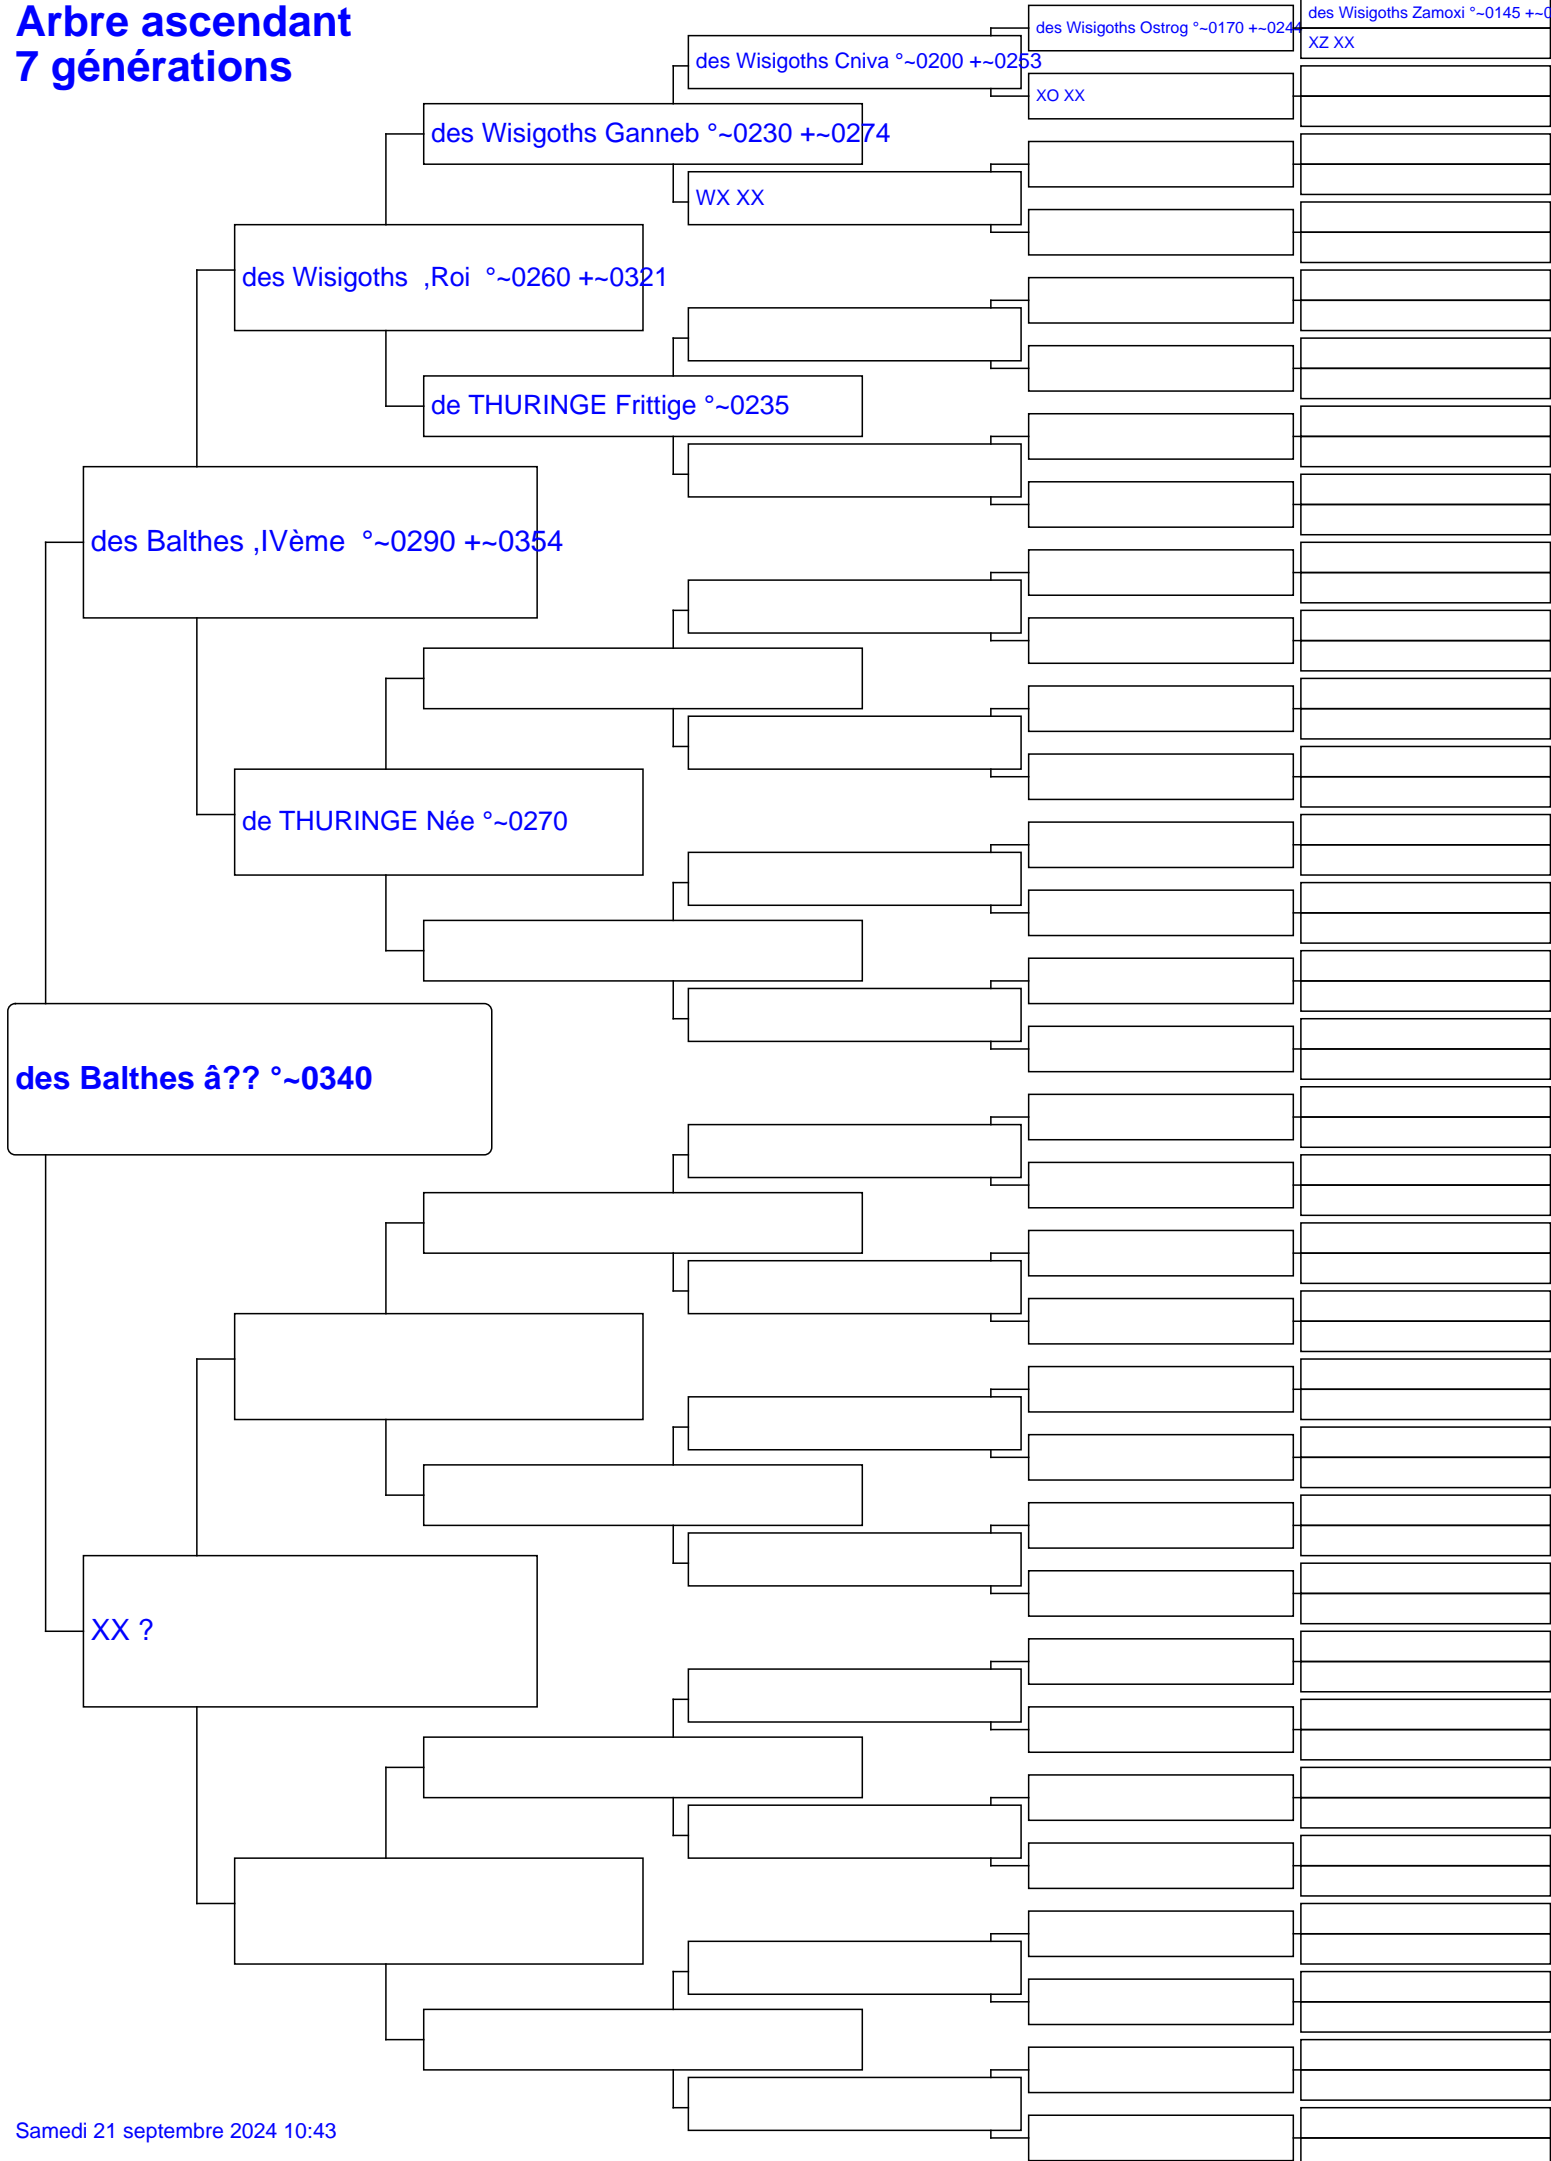 Arbre ascendant
7 générations
des Wisigoths Zamoxi °~0145 +~0
des Wisigoths Ostrog °~0170 +~0244
XZ XX
des Wisigoths Cniva °~0200 +~0253
XO XX
des Wisigoths Ganneb °~0230 +~0274
WX XX
des Wisigoths  ,Roi  °~0260 +~0321
de THURINGE Frittige °~0235
des Balthes ,IVème  °~0290 +~0354
de THURINGE Née °~0270
des Balthes â?? °~0340
XX ?
Samedi 21 septembre 2024 10:43